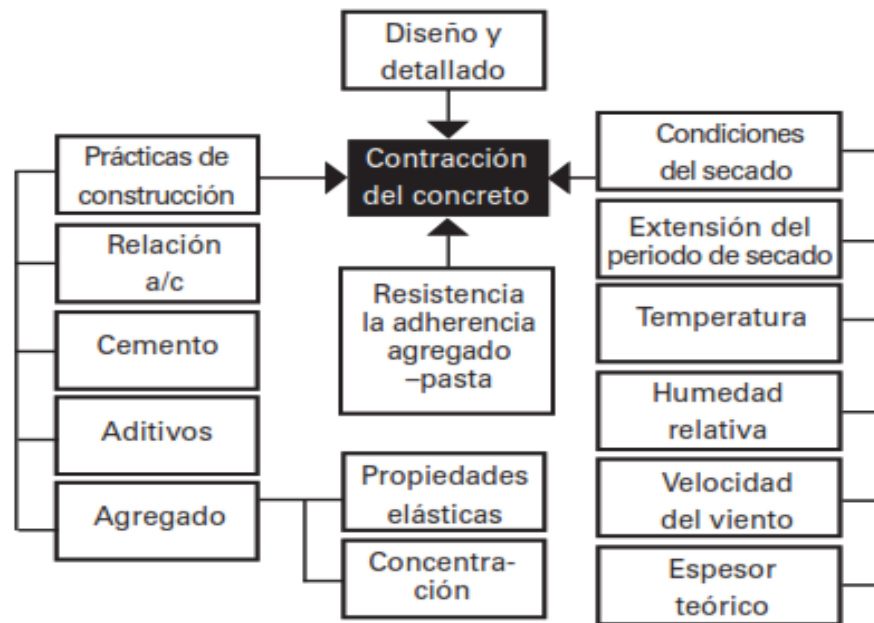 Diseño y
detallado
Prácticas de
construcción
Contracción
del concreto
Condiciones
del secado
Relación
a/c
Extensión del
periodo de secado
Resistencia
la adherencia
agregado
–pasta
Cemento
Temperatura
Aditivos
Humedad
relativa
Agregado
Propiedades
elásticas
Velocidad
del viento
Concentra-
ción
Espesor
teórico